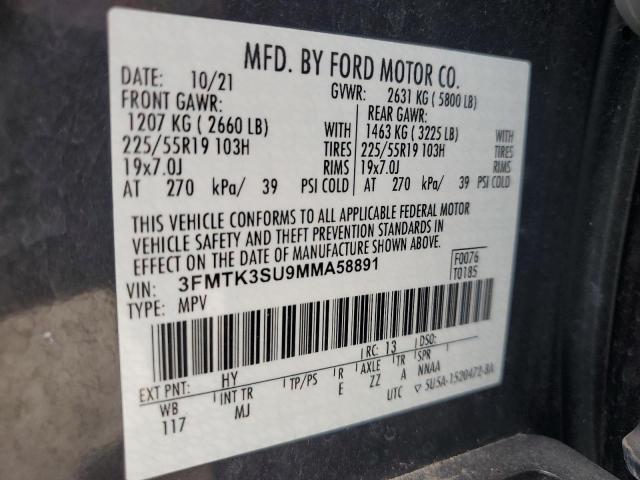 MFD. BY FORD MOTOR CO.
DATE: 10/21 GVWR: 2631 KG ( 5800 LB)
FRONT GAWR: REAR GAWR:
1207 KG ( 2660 LB) WITH 1463 KG ( 3225 LB) WITH
225/55R19 103H TIRES 225/55R19 103H TIRES
19x7.0J RIMS 19x7.0J RIMS
AT 270 kPa/ 39 PSI COLD AT 270 kPa/ 39 PSI COLD
THIS VEHICLE CONFORMS TO ALL APPLICABLE FEDERAL MOTOR
VEHICLE SAFETY AND THEFT PREVENTION STANDARDS IN
EFFECT ON THE DATE OF MANUFACTURE SHOWN ABOVE.
F0076
T0185
VIN: 3FMTK3SU9MMA58891
TYPE: MPV
RC: 13 DSO:
EXT PNT: HY TP/PS R AXLE TR SPR
WB INT TR E ZZ A NNAA
117 MJ UTC ▽ 5U5A-1520472-BA